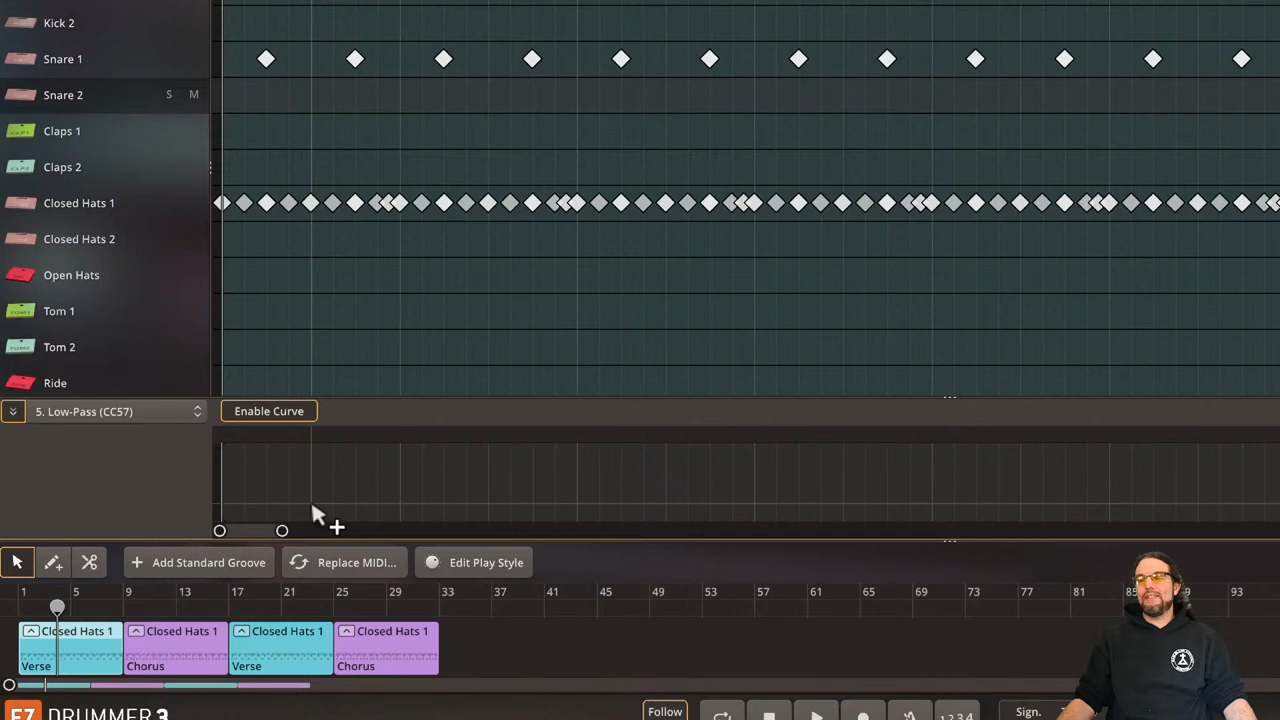 Kick 2
Snare 1
Snare 2 S M
Claps 1
Claps 2
Closed Hats 1
Closed Hats 2
Open Hats
Tom 1
Tom 2
Ride
5. Low-Pass (CC57) Enable Curve
Add Standard Groove Replace MIDI... Edit Play Style
1 5 9 13 17 21 25 29 33 37 41 45 49 53 57 61 65 69 73 77 81 93
Closed Hats 1 Closed Hats 1 Closed Hats 1 Closed Hats 1
Verse Chorus Verse Chorus
EZ DRUMMER 3 Follow 1 2 3 4 Sign.